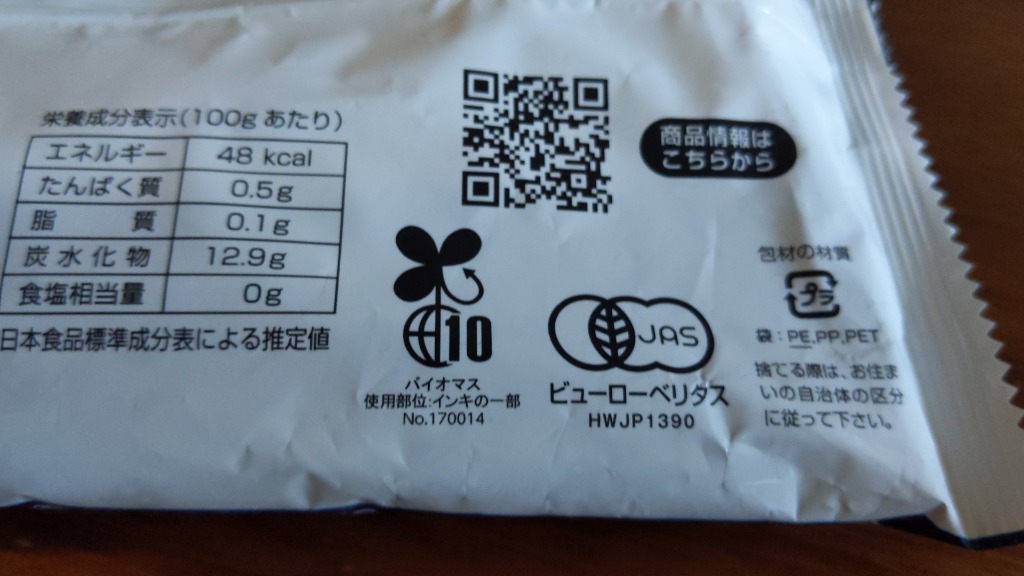 栄養成分表示(100gあたり)
エネルギー 48 kcal
たんぱく質 0.5g
脂質 0.1g
炭水化物 12.9g
食塩相当量 0g
日本食品標準成分表による推定値
商品情報は
こちらから
10
バイオマス
使用部位:インキの一部
No.170014
JAS
ビューローベリタス
HWJP1390
包材の材質
プラ
袋:PE,PP,PET
捨てる際は、お住ま
いの自治体の区分
に従って下さい。